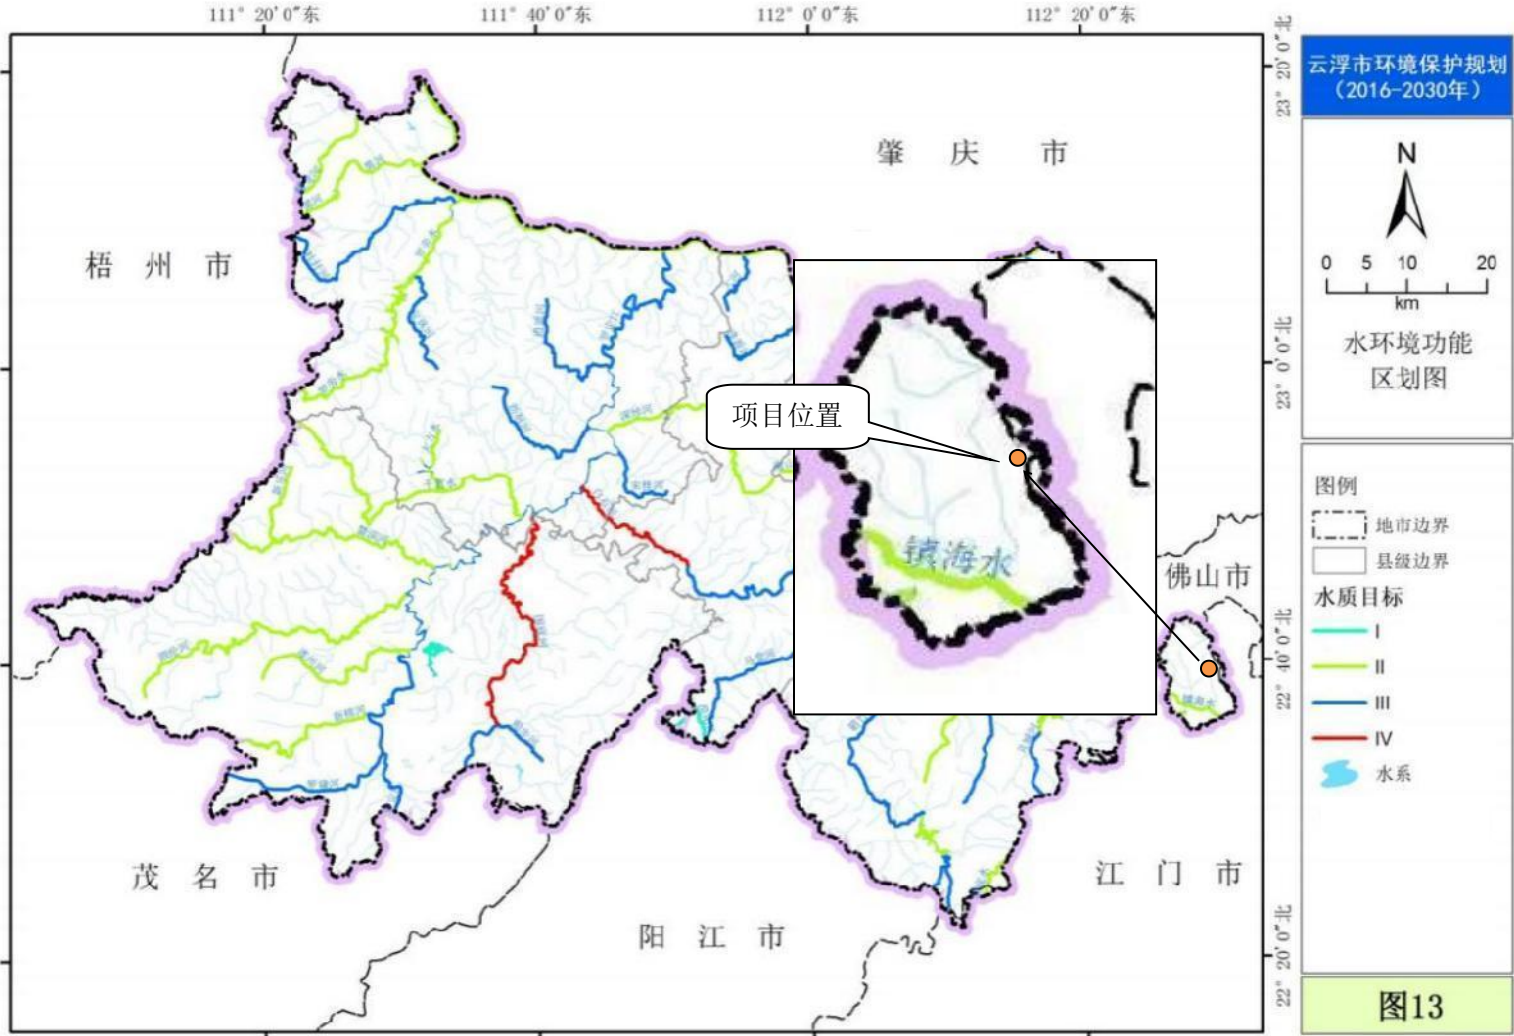 111° 20′ 0″东
111° 40′ 0″东
112° 0′ 0″东
112° 20′ 0″东
23° 20′ 0″北
23° 0′ 0″北
22° 40′ 0″北
22° 20′ 0″北
云浮市环境保护规划
（2016-2030年）
N
0 5 10 20
km
水环境功能
区划图
图例
地市边界
县级边界
水质目标
I
II
III
IV
水系
图13
肇 庆 市
梧 州 市
项目位置
镇海水
佛山市
镇海水
茂 名 市
江 门 市
阳 江 市